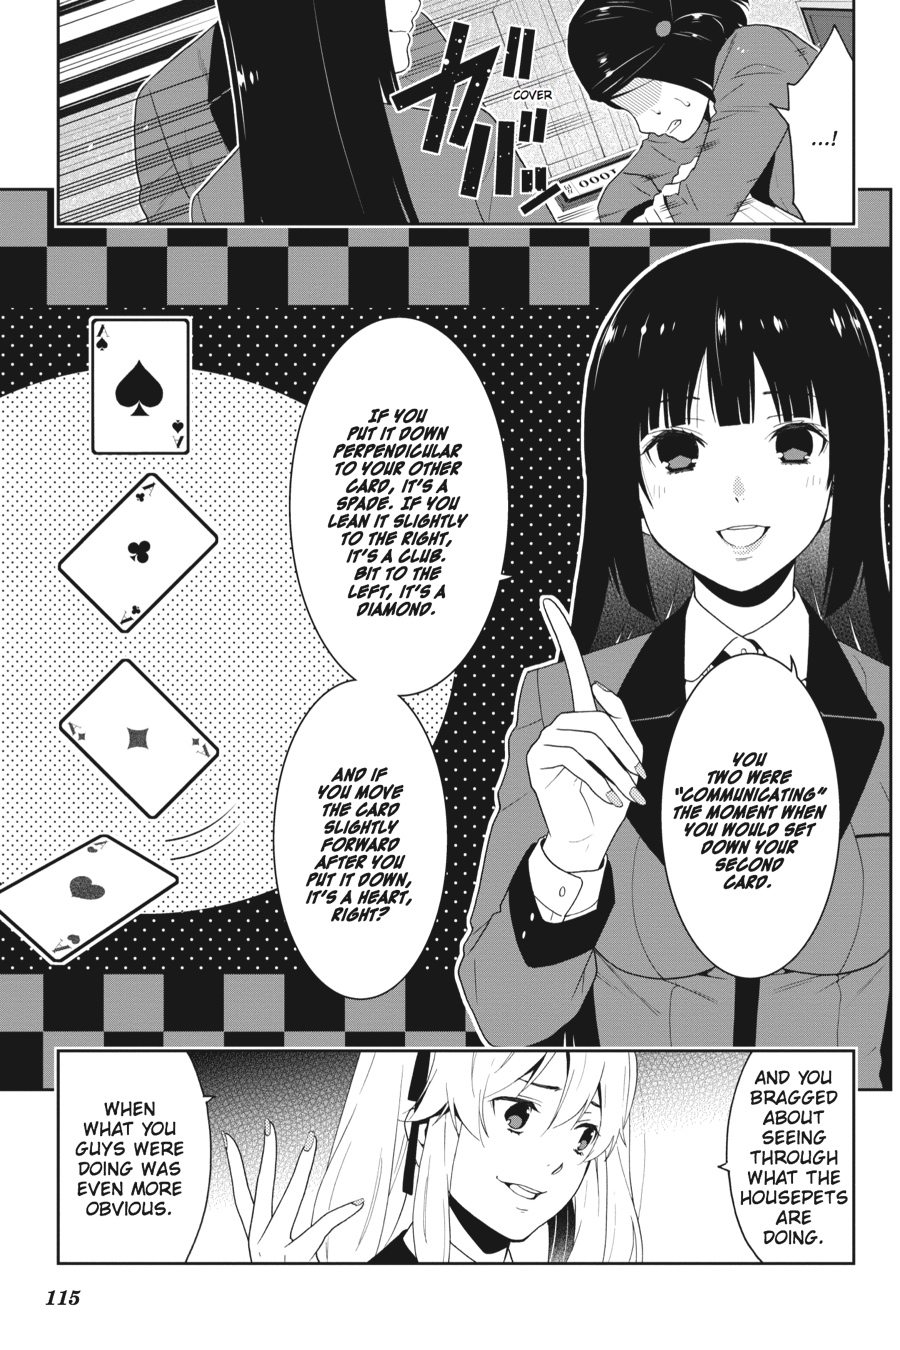 ...!
COVER
ガバッ
0001
YOU
TWO WERE
"COMMUNICATING"
THE MOMENT WHEN
YOU WOULD SET
DOWN YOUR
SECOND
CARD.
IF YOU
PUT IT DOWN
PERPENDICULAR
TO YOUR OTHER
CARD, IT'S A
SPADE. IF YOU
LEAN IT SLIGHTLY
TO THE RIGHT,
IT'S A CLUB.
BIT TO THE
LEFT, IT'S A
DIAMOND.
AND IF
YOU MOVE
THE CARD
SLIGHTLY
FORWARD
AFTER YOU
PUT IT DOWN,
IT'S A HEART,
RIGHT?
A
A
A
A
A
A
A
A
AND YOU
BRAGGED
ABOUT
SEEING
THROUGH
WHAT THE
HOUSEPETS
ARE
DOING.
WHEN
WHAT YOU
GUYS WERE
DOING WAS
EVEN MORE
OBVIOUS.
115